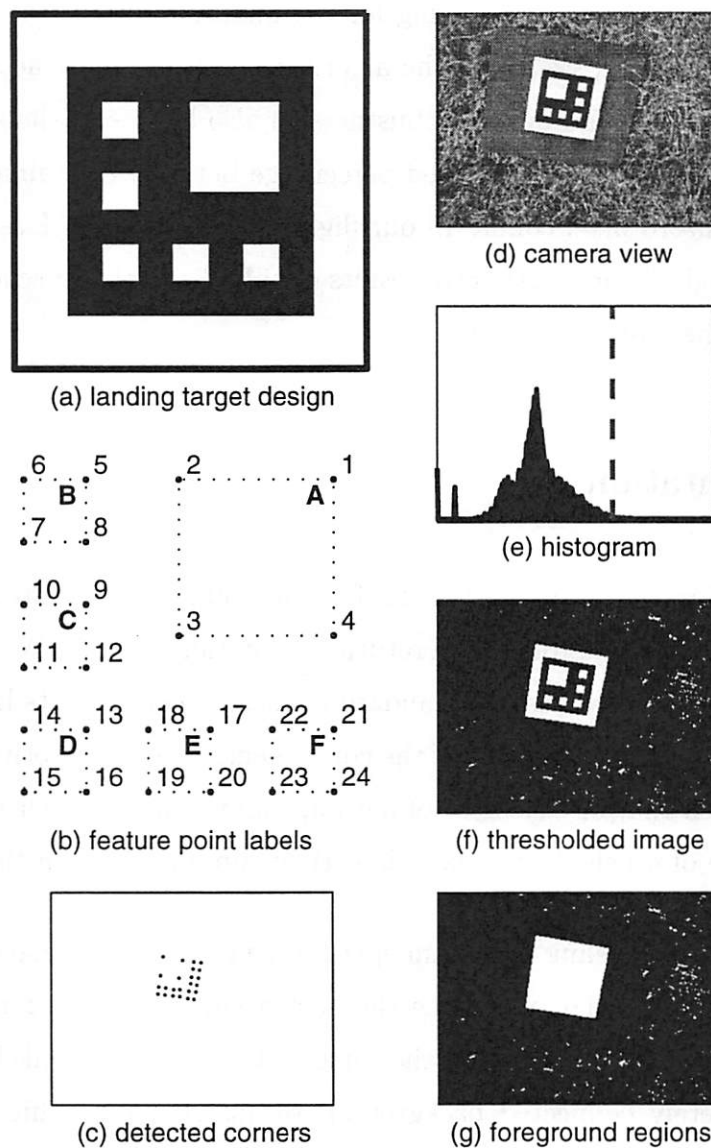 (a) landing target design
6 5 2 1
B A
7 8
10 9
C 3 4
11 12
14 13 18 17 22 21
D E F
15 16 19 20 23 24
(b) feature point labels
(c) detected corners
(d) camera view
(e) histogram
(f) thresholded image
(g) foreground regions